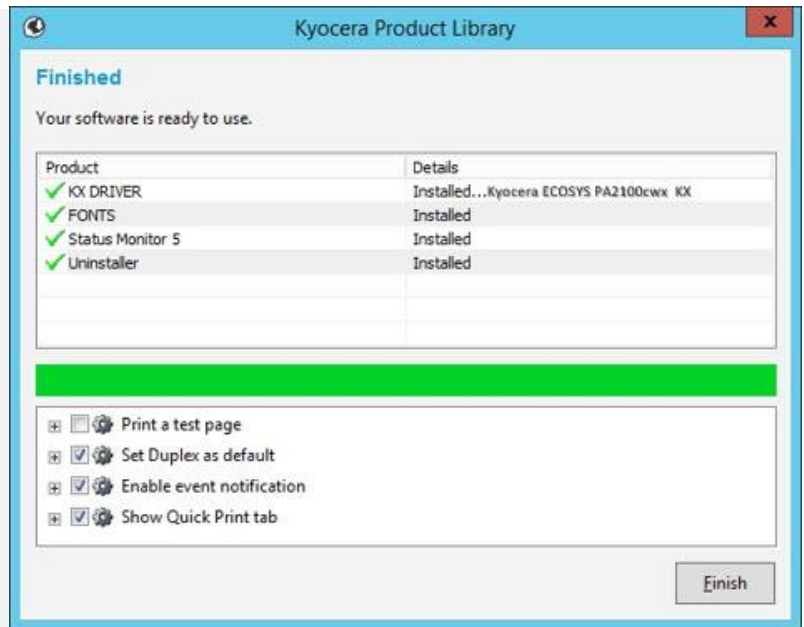 Kyocera Product Library
x
Finished
Your software is ready to use.
Product Details
KX DRIVER Installed...Kyocera ECOSYS PA2100cwx KX
FONTS Installed
Status Monitor 5 Installed
Uninstaller Installed
Print a test page
Set Duplex as default
Enable event notification
Show Quick Print tab
Finish